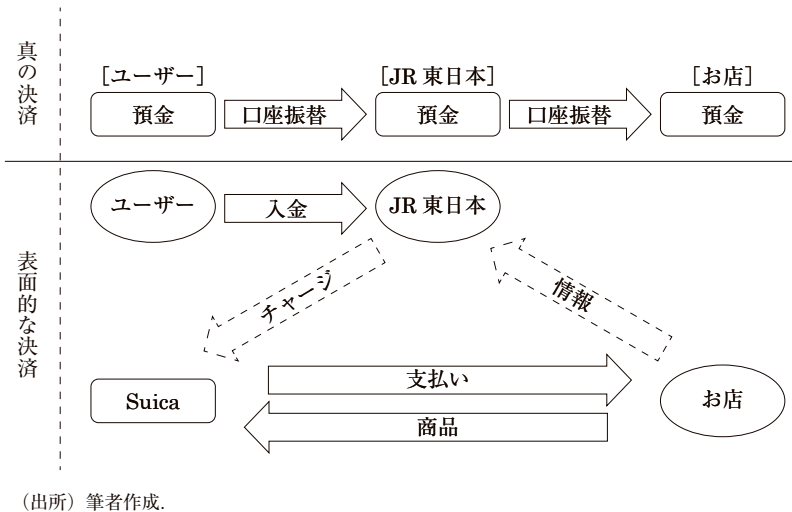 真の決済
[ユーザー]
[JR 東日本]
[お店]
預金
口座振替
預金
口座振替
預金
表面的な決済
ユーザー
入金
JR 東日本
チャージ
情報
Suica
支払い
商品
お店
（出所）筆者作成.